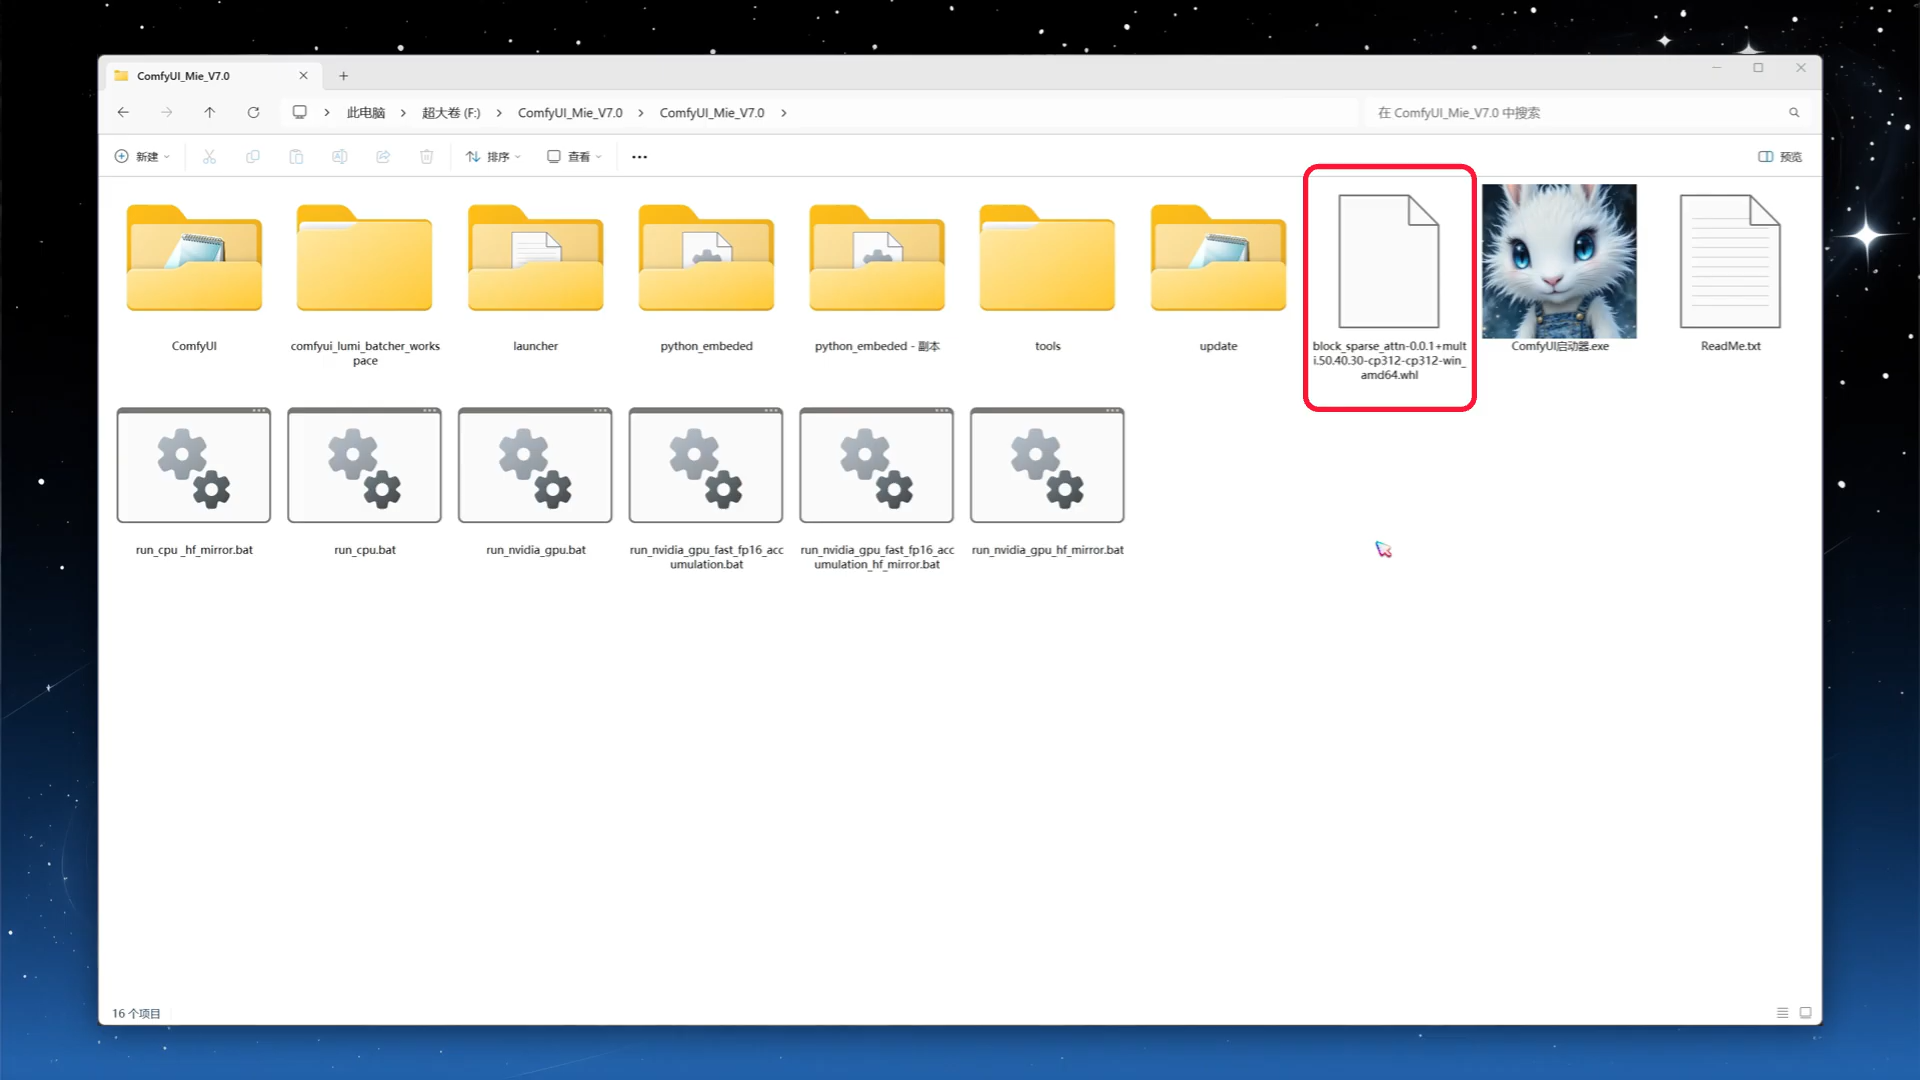 ComfyUI_Mie_V7.0
此电脑 超大卷 (F:) ComfyUI_Mie_V7.0 ComfyUI_Mie_V7.0
在 ComfyUI_Mie_V7.0 中搜索
新建 排序 查看 预览
ComfyUI
comfyui_lumi_batcher_works
pace
launcher
python_embeded
python_embeded - 副本
tools
update
block_sparse_attn-0.0.1+mult
i.50.40.30-cp312-cp312-win_
amd64.whl
ComfyUI启动器.exe
ReadMe.txt
run_cpu _hf_mirror.bat
run_cpu.bat
run_nvidia_gpu.bat
run_nvidia_gpu_fast_fp16_acc
umulation.bat
run_nvidia_gpu_fast_fp16_acc
umulation_hf_mirror.bat
run_nvidia_gpu_hf_mirror.bat
16 个项目